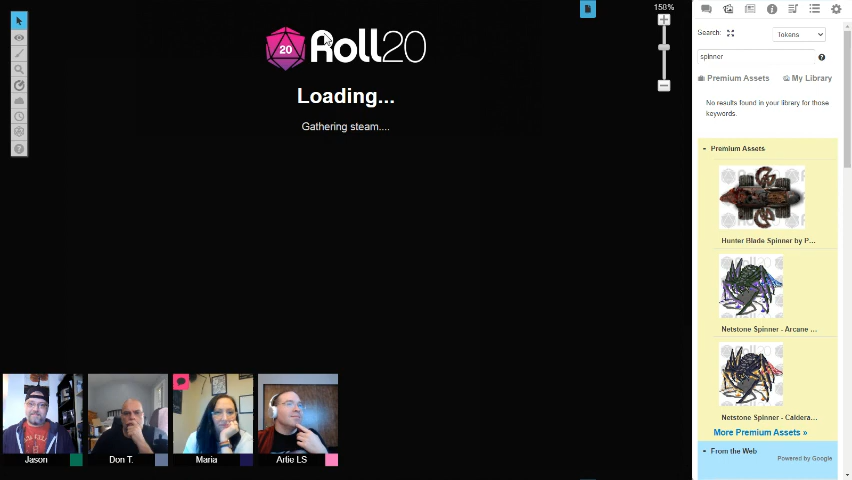 158%
20
Roll20
Loading...
Gathering steam....
Jason
Don T.
Maria
Artie LS
Search:
Tokens
spinner
Premium Assets
My Library
No results found in your library for those
keywords.
Premium Assets
Hunter Blade Spinner by P...
Netstone Spinner - Arcane ...
Netstone Spinner - Caldera...
More Premium Assets »
From the Web
Powered by Google